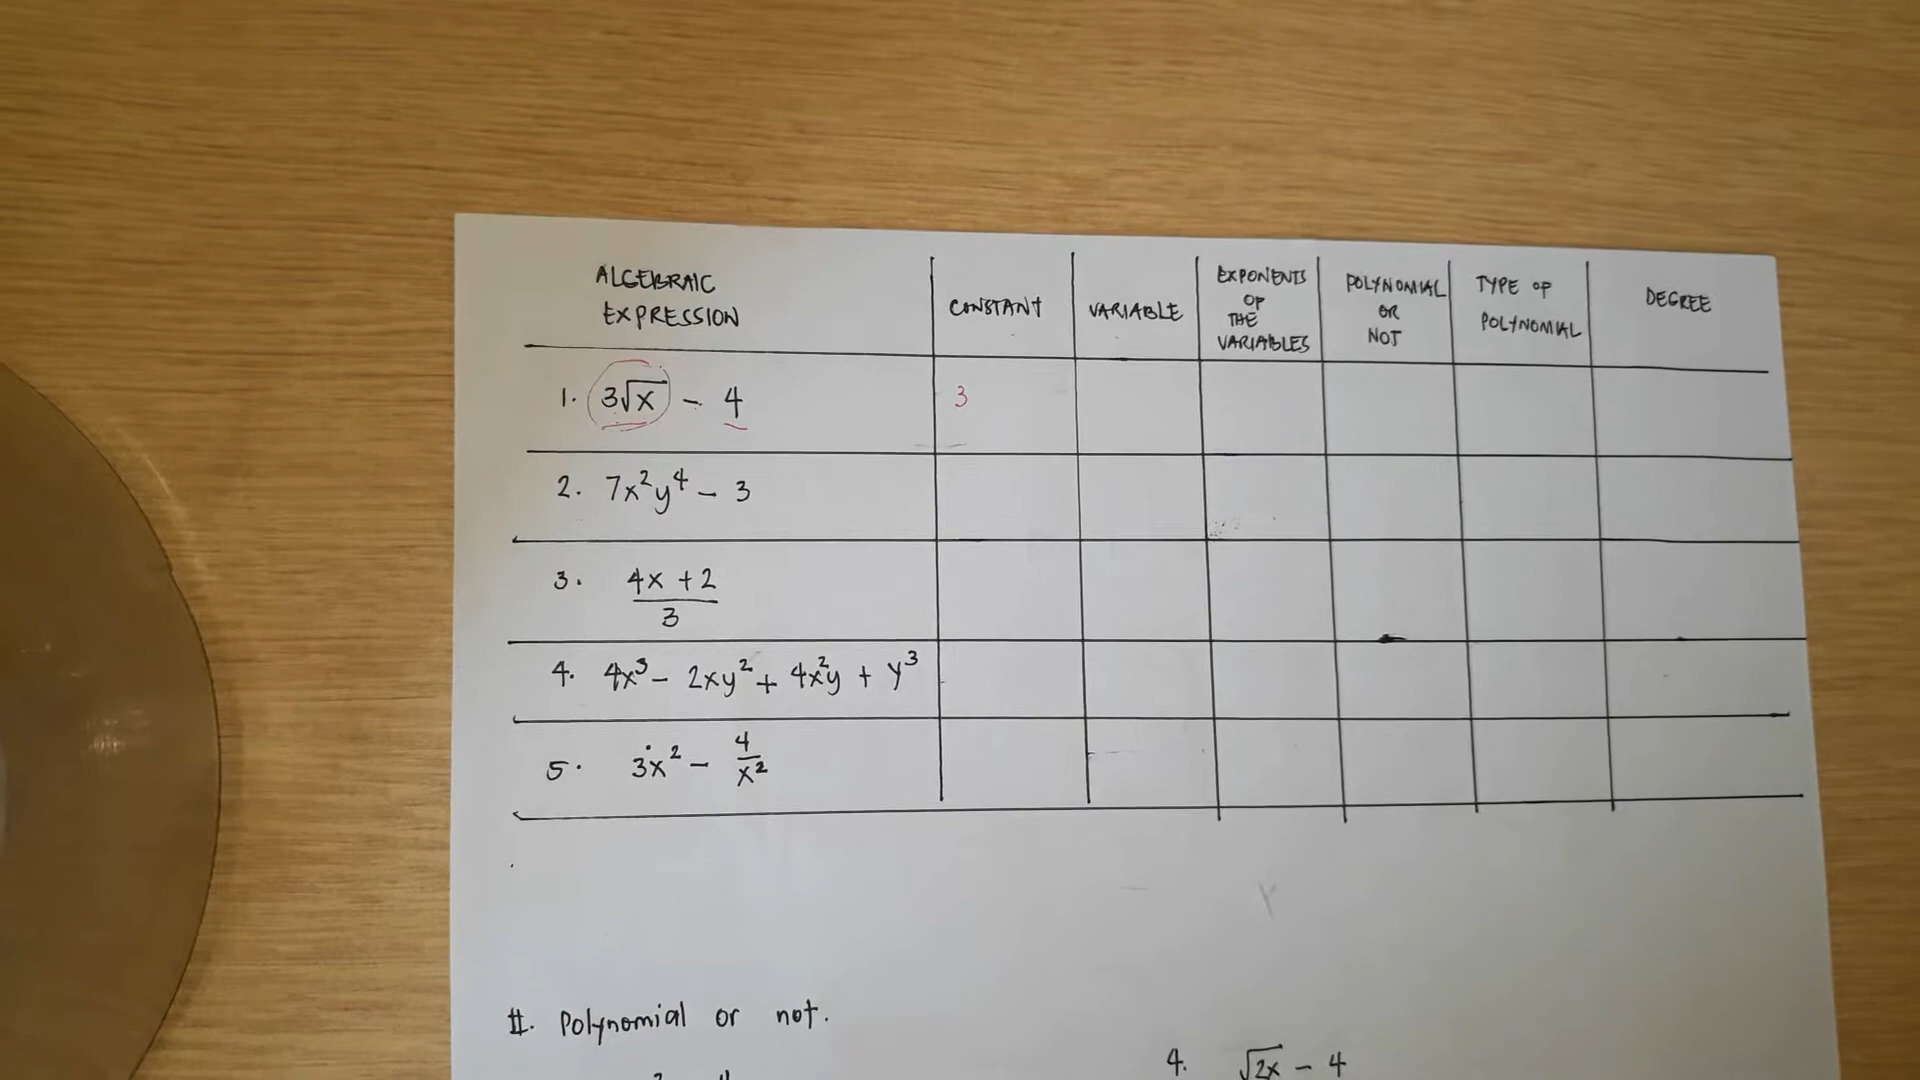 ALGEBRAIC
EXPRESSION
CONSTANT
VARIABLE
EXPONENTS
OF
THE
VARIABLES
POLYNOMIAL
OR
NOT
TYPE OF
POLYNOMIAL
DEGREE
1. 3√x - 4
3
2. 7x²y⁴ - 3
3. 4x + 2
3
4. 4x³ - 2xy² + 4x²y + y³
5. 3x² - 4
x²
II. Polynomial or not.
4. √2x - 4